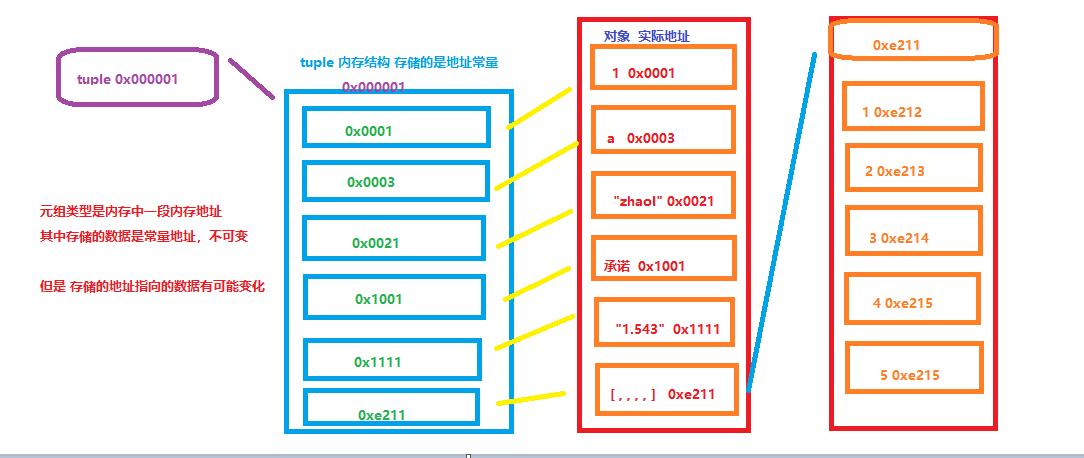 tuple 0x000001
元组类型是内存中一段内存地址
其中存储的数据是常量地址，不可变
但是 存储的地址指向的数据有可能变化
tuple 内存结构 存储的是地址常量
0x000001
0x0001
0x0003
0x0021
0x1001
0x1111
0xe211
对象 实际地址
1 0x0001
a 0x0003
"zhaol" 0x0021
承诺 0x1001
"1.543" 0x1111
[ , , , , ] 0xe211
0xe211
1 0xe212
2 0xe213
3 0xe214
4 0xe215
5 0xe215